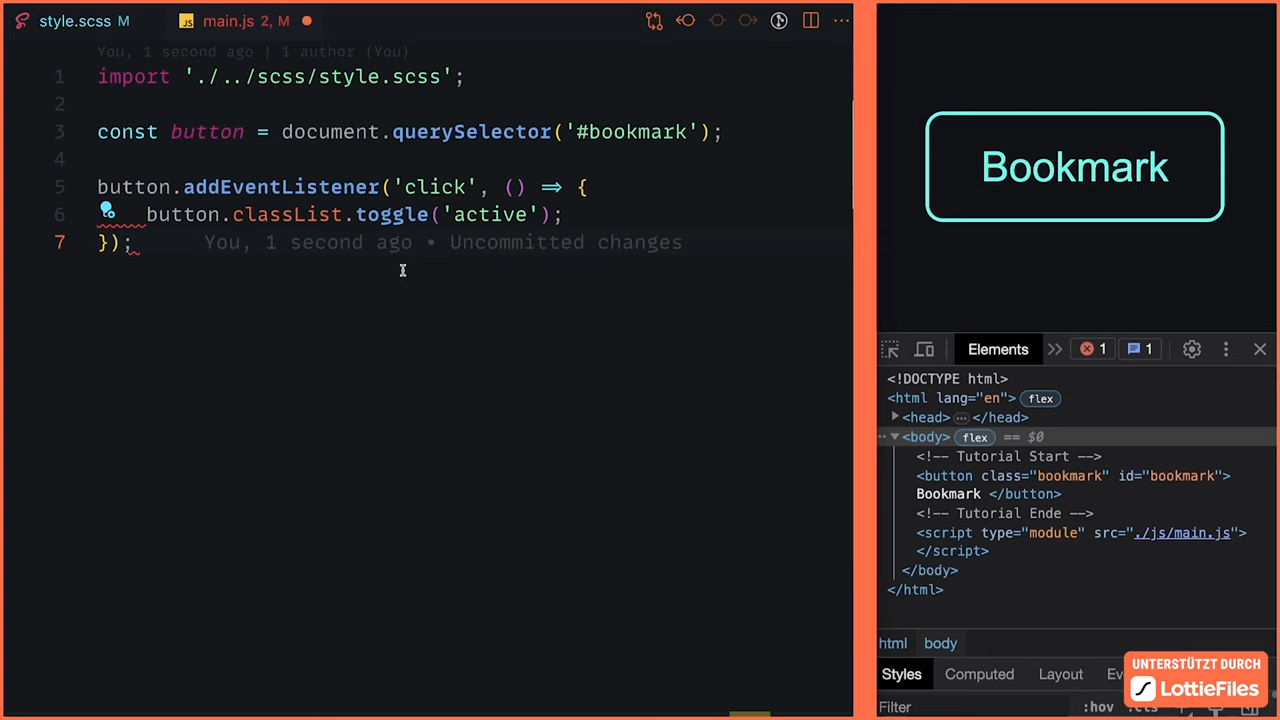 style.scss M
JS main.js 2, M
You, 1 second ago | 1 author (You)
1 import './../scss/style.scss';
2
3 const button = document.querySelector('#bookmark');
4
5 button.addEventListener('click', () => {
6 button.classList.toggle('active');
7 }); You, 1 second ago • Uncommitted changes
Bookmark
Elements 1 1
<!DOCTYPE html>
<html lang="en"> flex
<head> … </head>
<body> flex == $0
<!-- Tutorial Start -->
<button class="bookmark" id="bookmark">
Bookmark </button>
<!-- Tutorial Ende -->
<script type="module" src="./js/main.js">
</script>
</body>
</html>
html body
Styles Computed Layout
Filter :hov .cls
UNTERSTÜTZT DURCH
LottieFiles